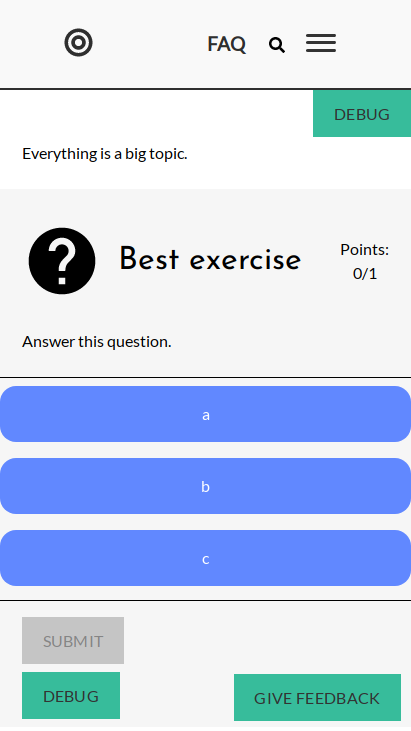 FAQ
DEBUG
Everything is a big topic.
Best exercise
Points:
0/1
Answer this question.
a
b
c
SUBMIT
DEBUG
GIVE FEEDBACK